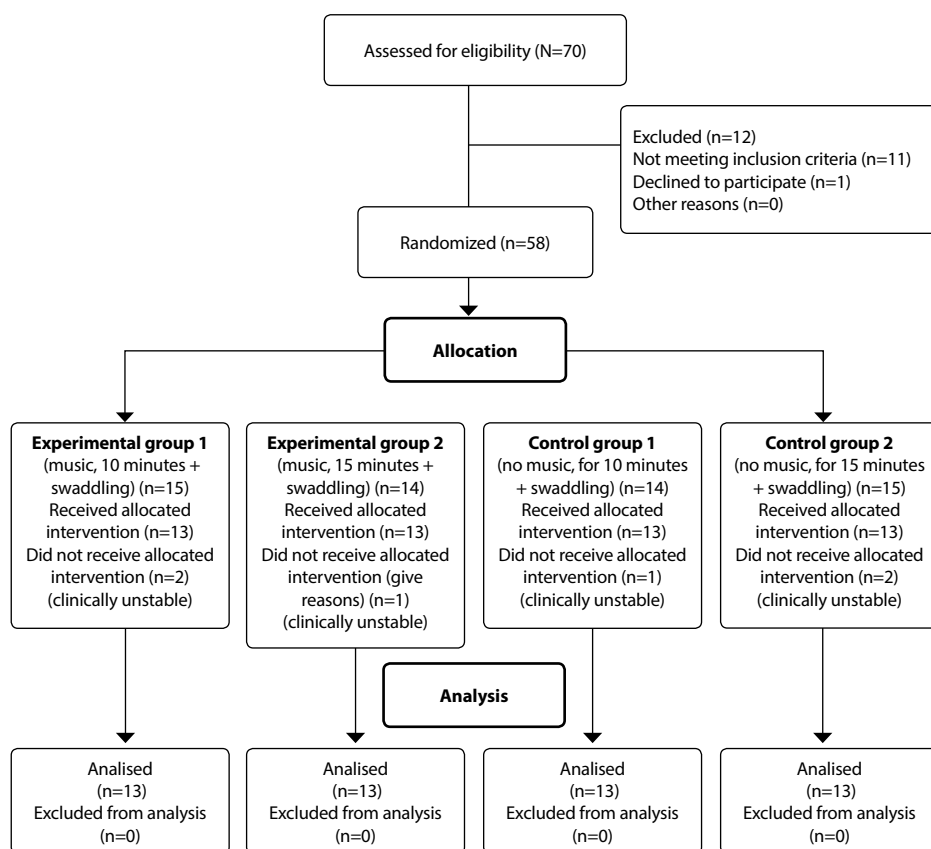 Assessed for eligibility (N=70)
Excluded (n=12)
Not meeting inclusion criteria (n=11)
Declined to participate (n=1)
Other reasons (n=0)
Randomized (n=58)
Allocation
Experimental group 1
(music, 10 minutes +
swaddling) (n=15)
Received allocated
intervention (n=13)
Did not receive allocated
intervention (n=2)
(clinically unstable)
Experimental group 2
(music, 15 minutes +
swaddling) (n=14)
Received allocated
intervention (n=13)
Did not receive allocated
intervention (give
reasons) (n=1)
(clinically unstable)
Control group 1
(no music, for 10 minutes
+ swaddling) (n=14)
Received allocated
intervention (n=13)
Did not receive allocated
intervention (n=1)
(clinically unstable)
Control group 2
(no music, for 15 minutes
+ swaddling) (n=15)
Received allocated
intervention (n=13)
Did not receive allocated
intervention (n=2)
(clinically unstable)
Analysis
Analised
(n=13)
Excluded from analysis
(n=0)
Analised
(n=13)
Excluded from analysis
(n=0)
Analised
(n=13)
Excluded from analysis
(n=0)
Analised
(n=13)
Excluded from analysis
(n=0)